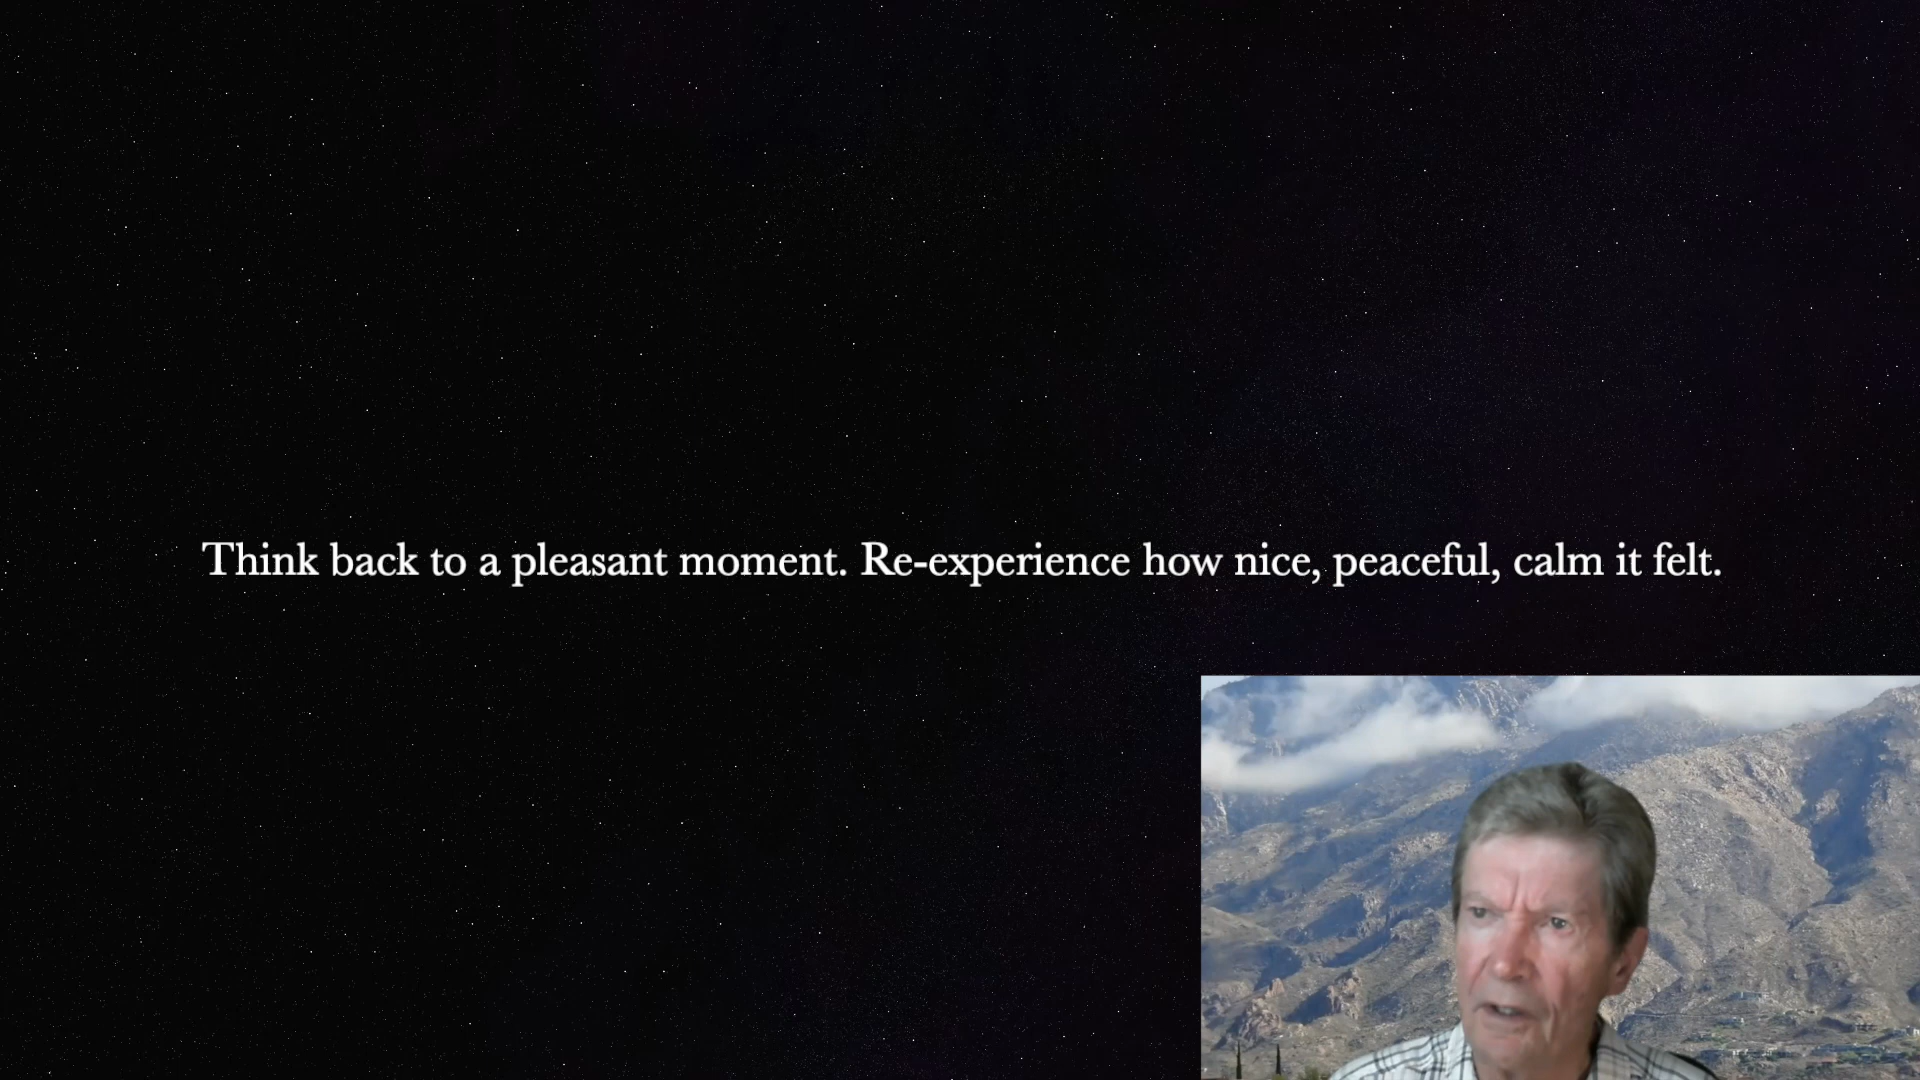 Think back to a pleasant moment. Re-experience how nice, peaceful, calm it felt.